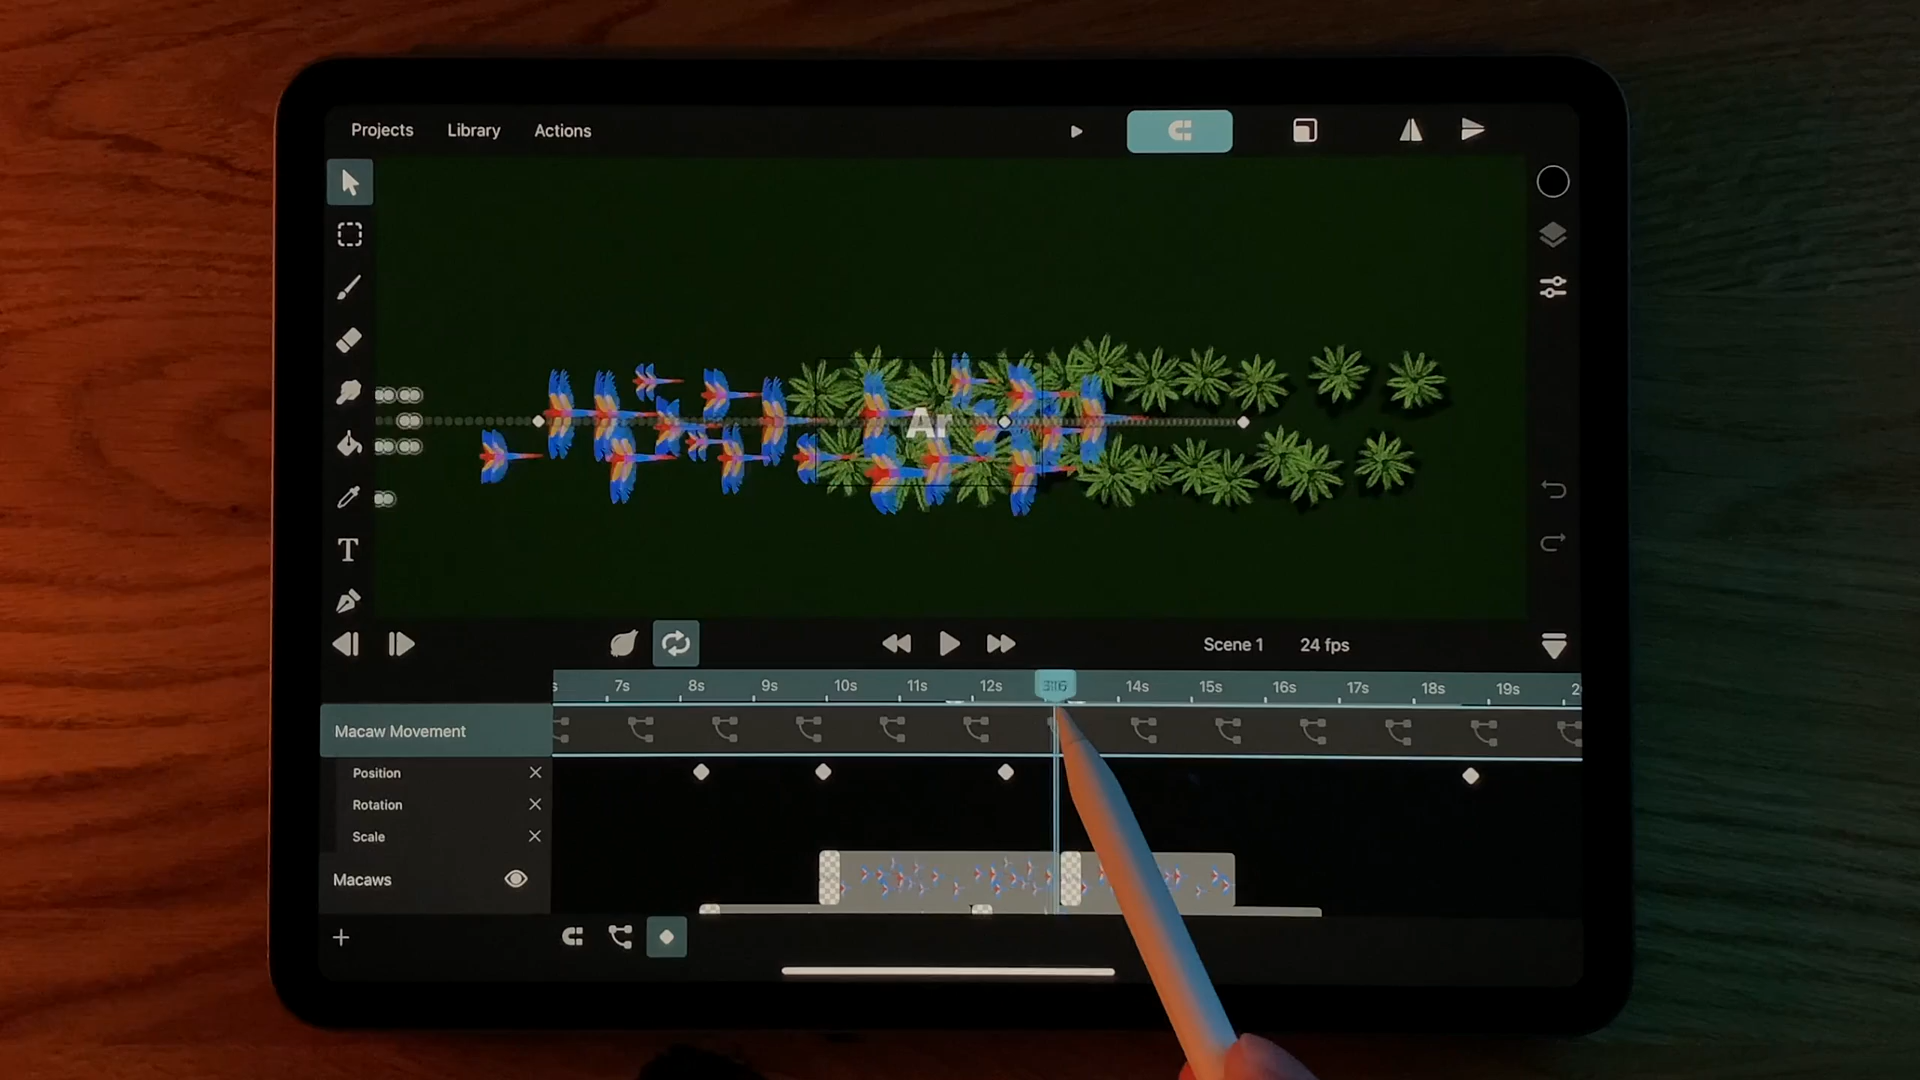 Projects Library Actions
Ar
T
Scene 1 24 fps
7s 8s 9s 10s 11s 12s 14s 15s 16s 17s 18s 19s
Macaw Movement
Position
Rotation
Scale
Macaws